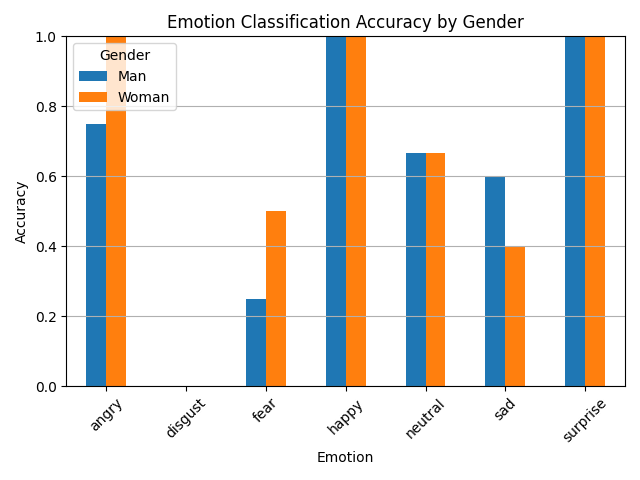 Emotion Classification Accuracy by Gender
Gender
Man
Woman
Accuracy
1.0
0.8
0.6
0.4
0.2
0.0
angry
disgust
fear
happy
neutral
sad
surprise
Emotion